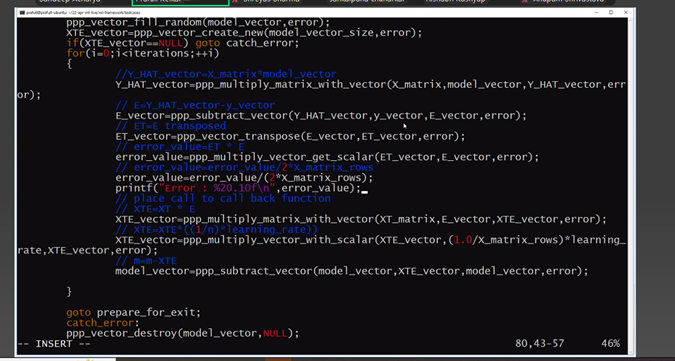 ppp_vector_fill_random(model_vector,error);
XTE_vector=ppp_vector_create_new(model_vector_size,error);
if(XTE_vector==NULL) goto catch_error;
for(i=0;i<iterations;++i)
{
//Y_HAT_vector=X_matrix*model_vector
Y_HAT_vector=ppp_multiply_matrix_with_vector(X_matrix,model_vector,Y_HAT_vector,err
or);
// E=Y_HAT_vector-y_vector
E_vector=ppp_subtract_vector(Y_HAT_vector,y_vector,E_vector,error);
// ET=E transposed
ET_vector=ppp_vector_transpose(E_vector,ET_vector,error);
// error_value=ET * E
error_value=ppp_multiply_vector_get_scalar(ET_vector,E_vector,error);
// error_value=error_value/2*X_matrix_rows
error_value=error_value/(2*X_matrix_rows);
printf("Error : %20.10f\n",error_value);
// place call to call back function
// XTE=XT * E
XTE_vector=ppp_multiply_matrix_with_vector(XT_matrix,E_vector,XTE_vector,error);
// XTE=XTE*((1/n)*learning_rate))
XTE_vector=ppp_multiply_vector_with_scalar(XTE_vector,(1.0/X_matrix_rows)*learning_
rate,XTE_vector,error);
// m=m-XTE
model_vector=ppp_subtract_vector(model_vector,XTE_vector,model_vector,error);
}
goto prepare_for_exit;
catch_error:
ppp_vector_destroy(model_vector,NULL);
-- INSERT -- 80,43-57 46%